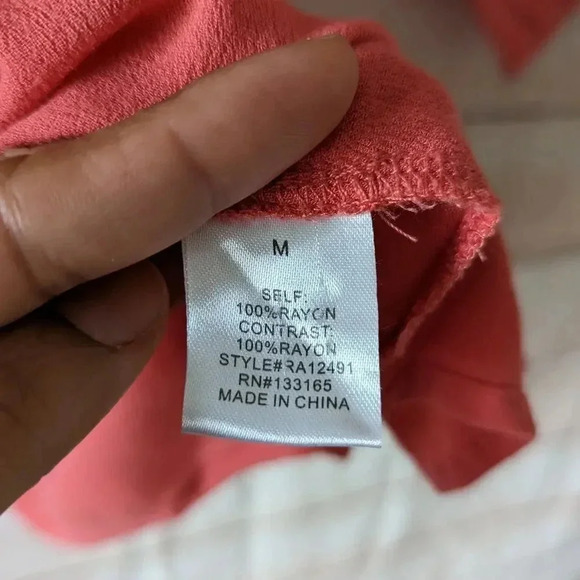 M
SELF:
100%RAYON
CONTRAST:
100%RAYON
STYLE#RA12491
RN#133165
MADE IN CHINA